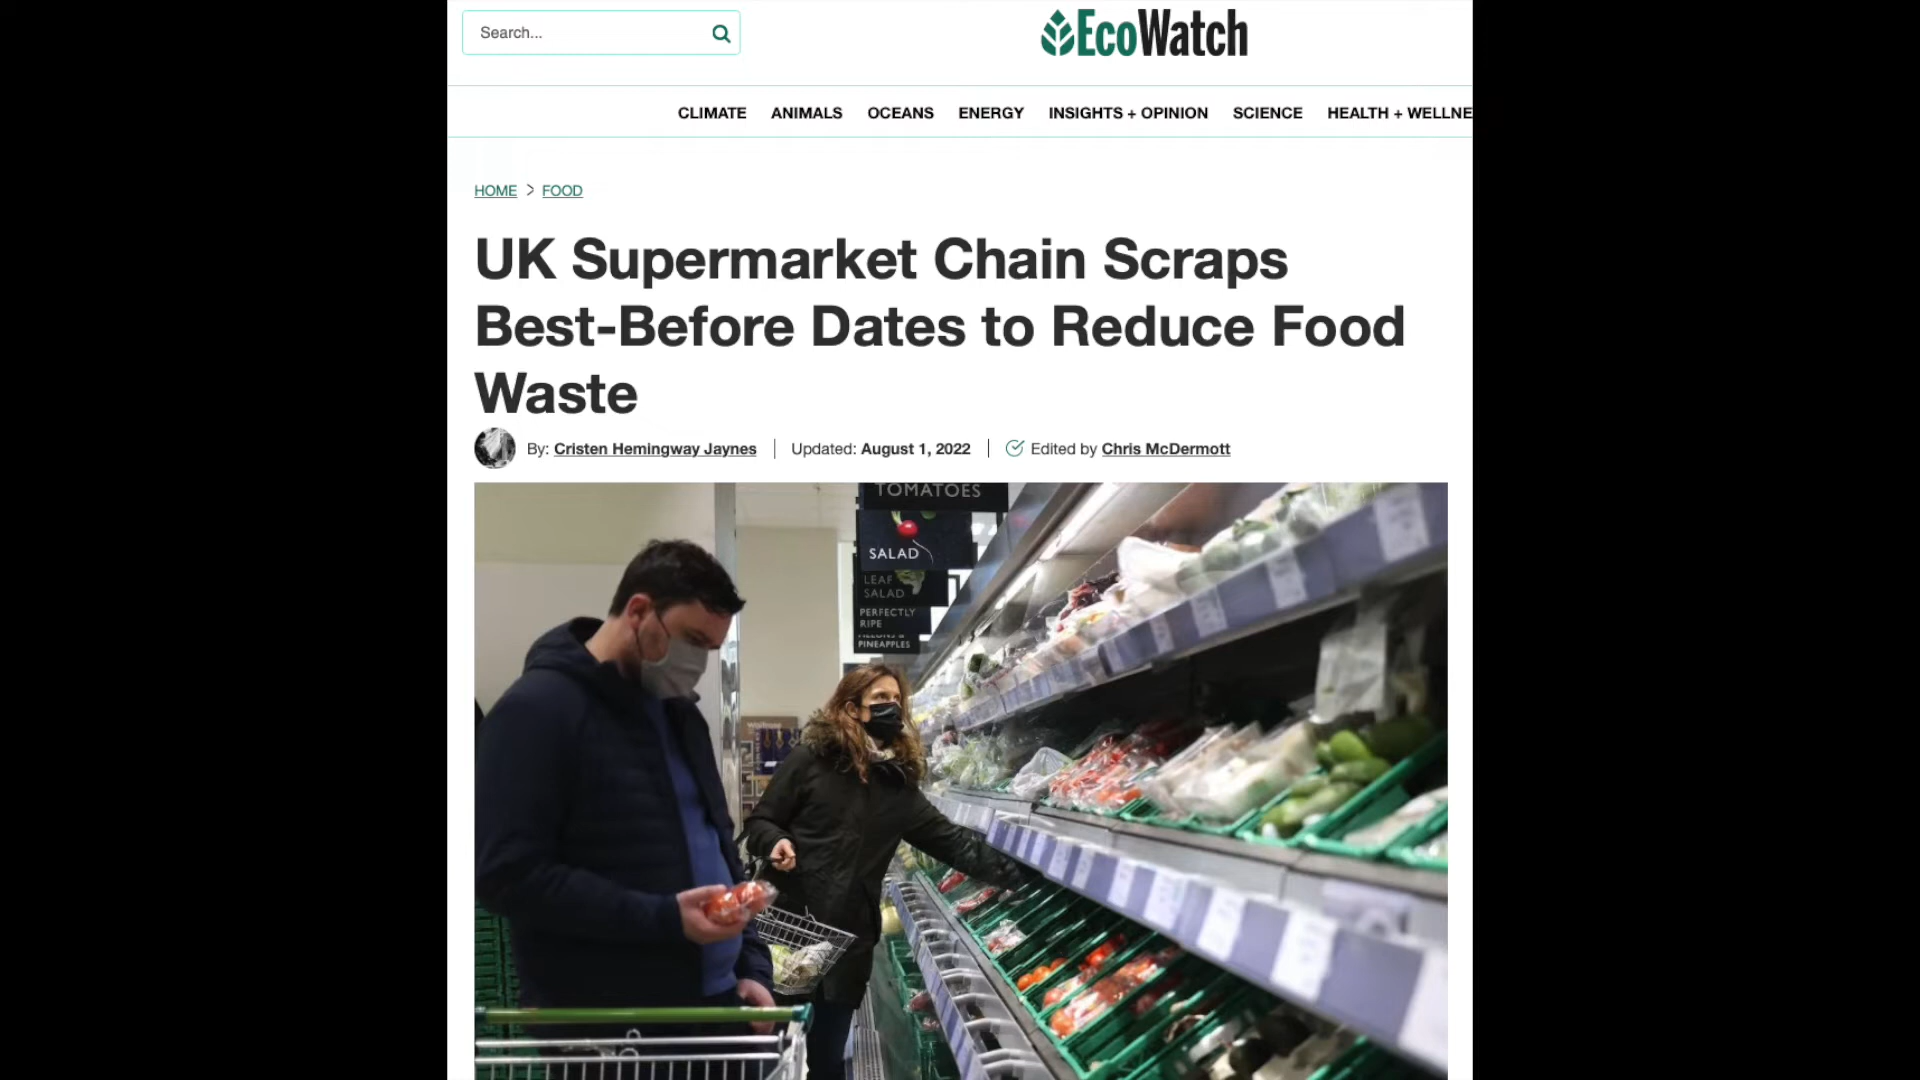 Search...
EcoWatch
CLIMATE ANIMALS OCEANS ENERGY INSIGHTS + OPINION SCIENCE HEALTH + WELLNE
HOME > FOOD
UK Supermarket Chain Scraps
Best-Before Dates to Reduce Food
Waste
By: Cristen Hemingway Jaynes | Updated: August 1, 2022 | Edited by Chris McDermott
TOMATOES
SALAD
LEAF
SALAD
PERFECTLY
RIPE
MELONS &
PINEAPPLES
Waitrose